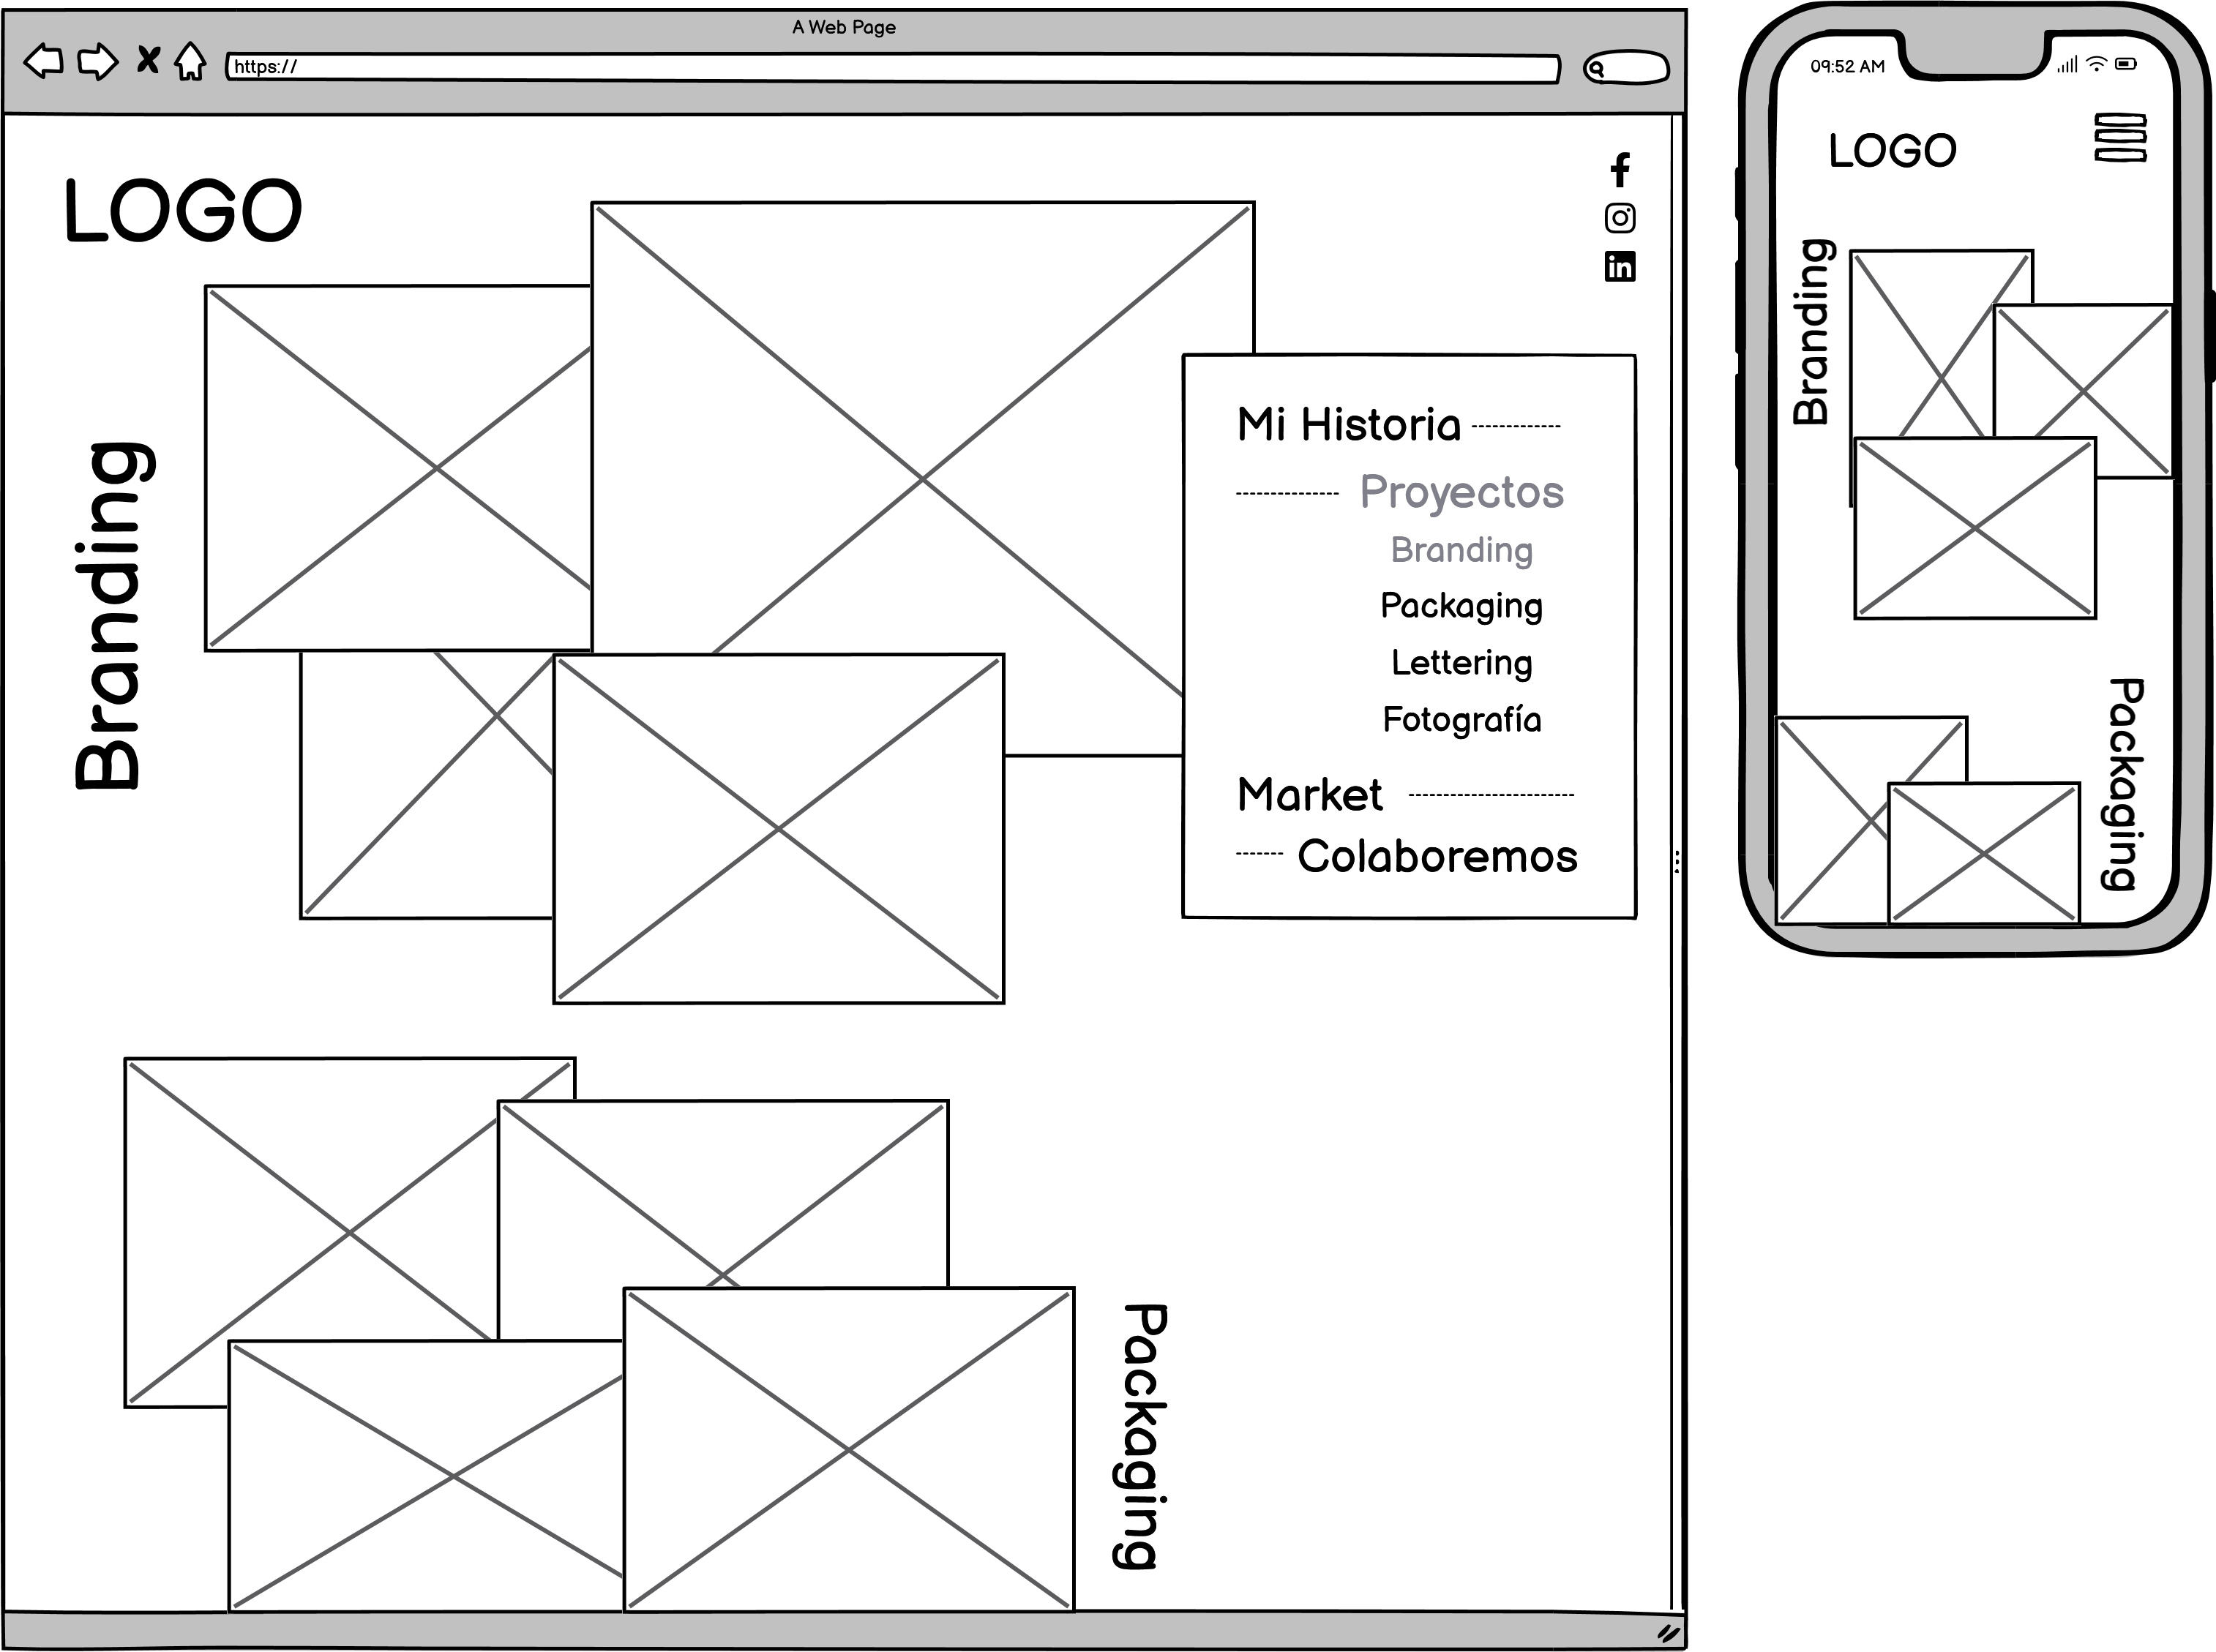 A Web Page
https://
LOGO
Branding
Mi Historia
Proyectos
Branding
Packaging
Lettering
Fotografía
Market
Colaboremos
Packaging
09:52 AM
LOGO
Branding
Packaging